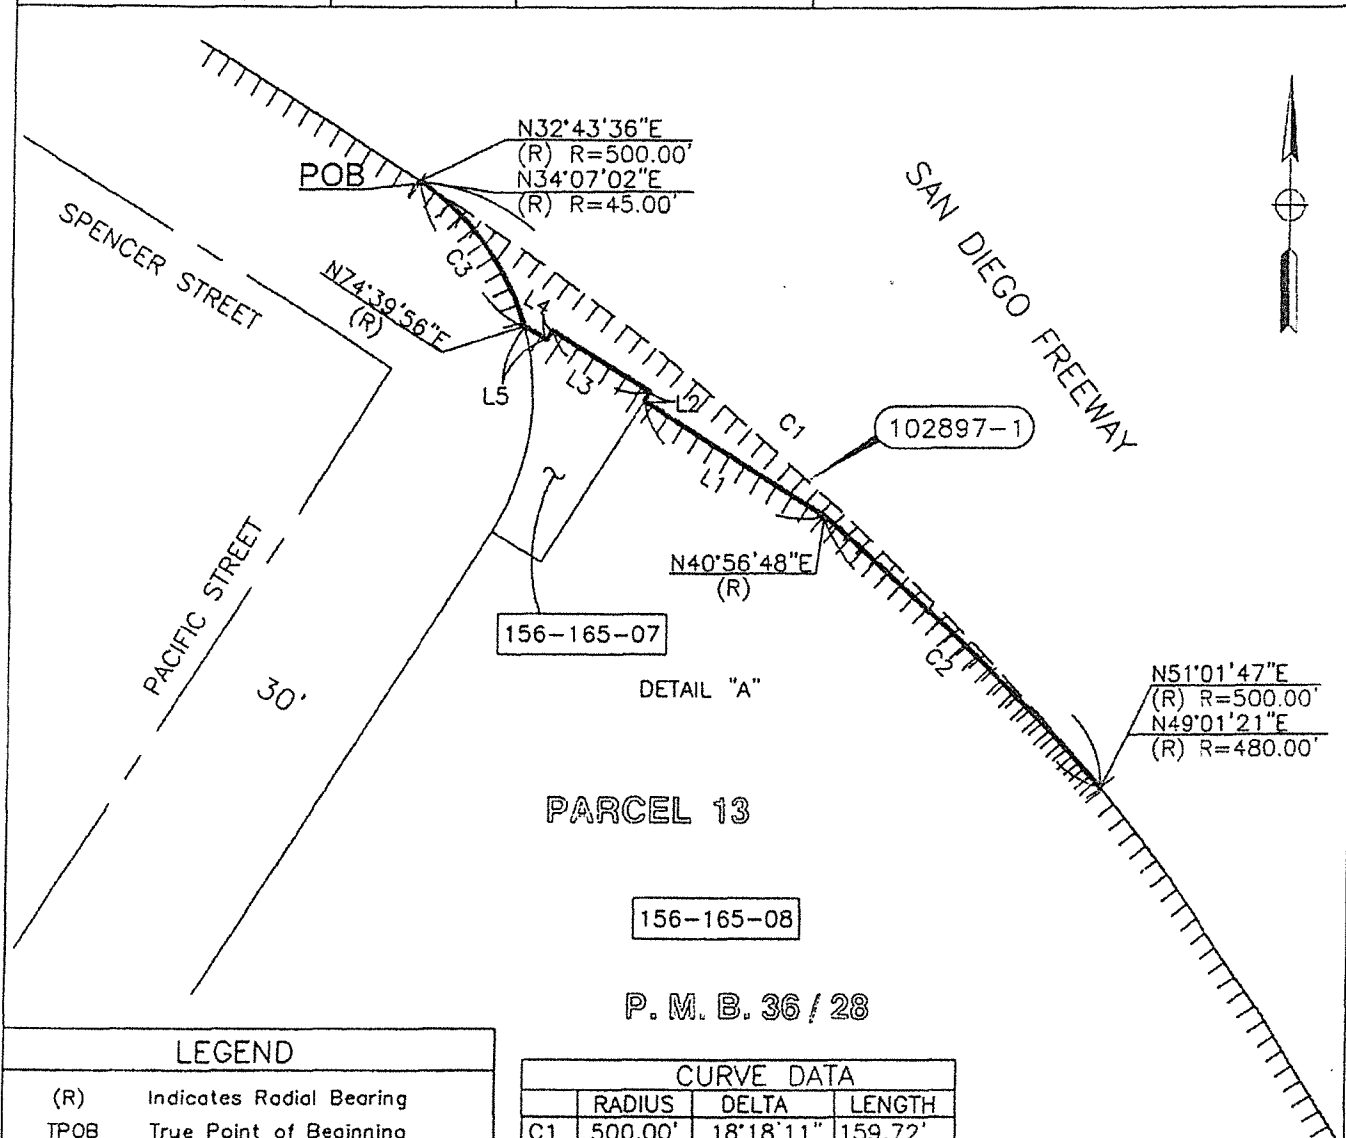 N32°43'36"E
(R) R=500.00'
POB
N34°07'02"E
(R) R=45.00'
SAN DIEGO FREEWAY
SPENCER STREET
C3
N74°39'56"E
(R)
L4
L5
L3
L2
C1
102897-1
L1
N40°56'48"E
(R)
PACIFIC STREET
30'
156-165-07
C2
DETAIL "A"
N51°01'47"E
(R) R=500.00'
N49°01'21"E
(R) R=480.00'
PARCEL 13
156-165-08
P. M. B. 36 / 28
LEGEND
(R) Indicates Radial Bearing
TPOB True Point of Beginning
CURVE DATA
RADIUS DELTA LENGTH
C1 500.00' 18°18'11" 159.72'